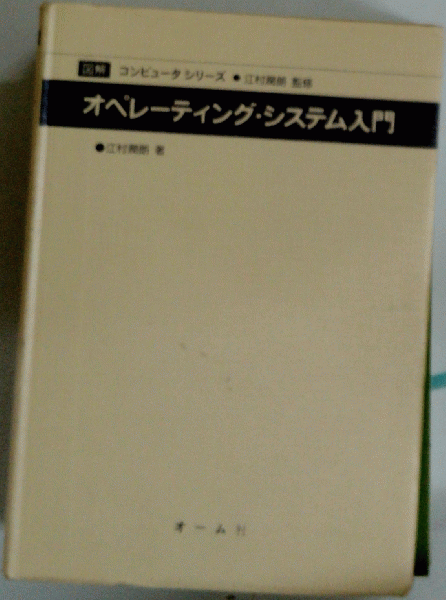 図解 コンピュータシリーズ ●江村潤朗 監修
オペレーティング・システム入門
●江村潤朗 著
オーム社